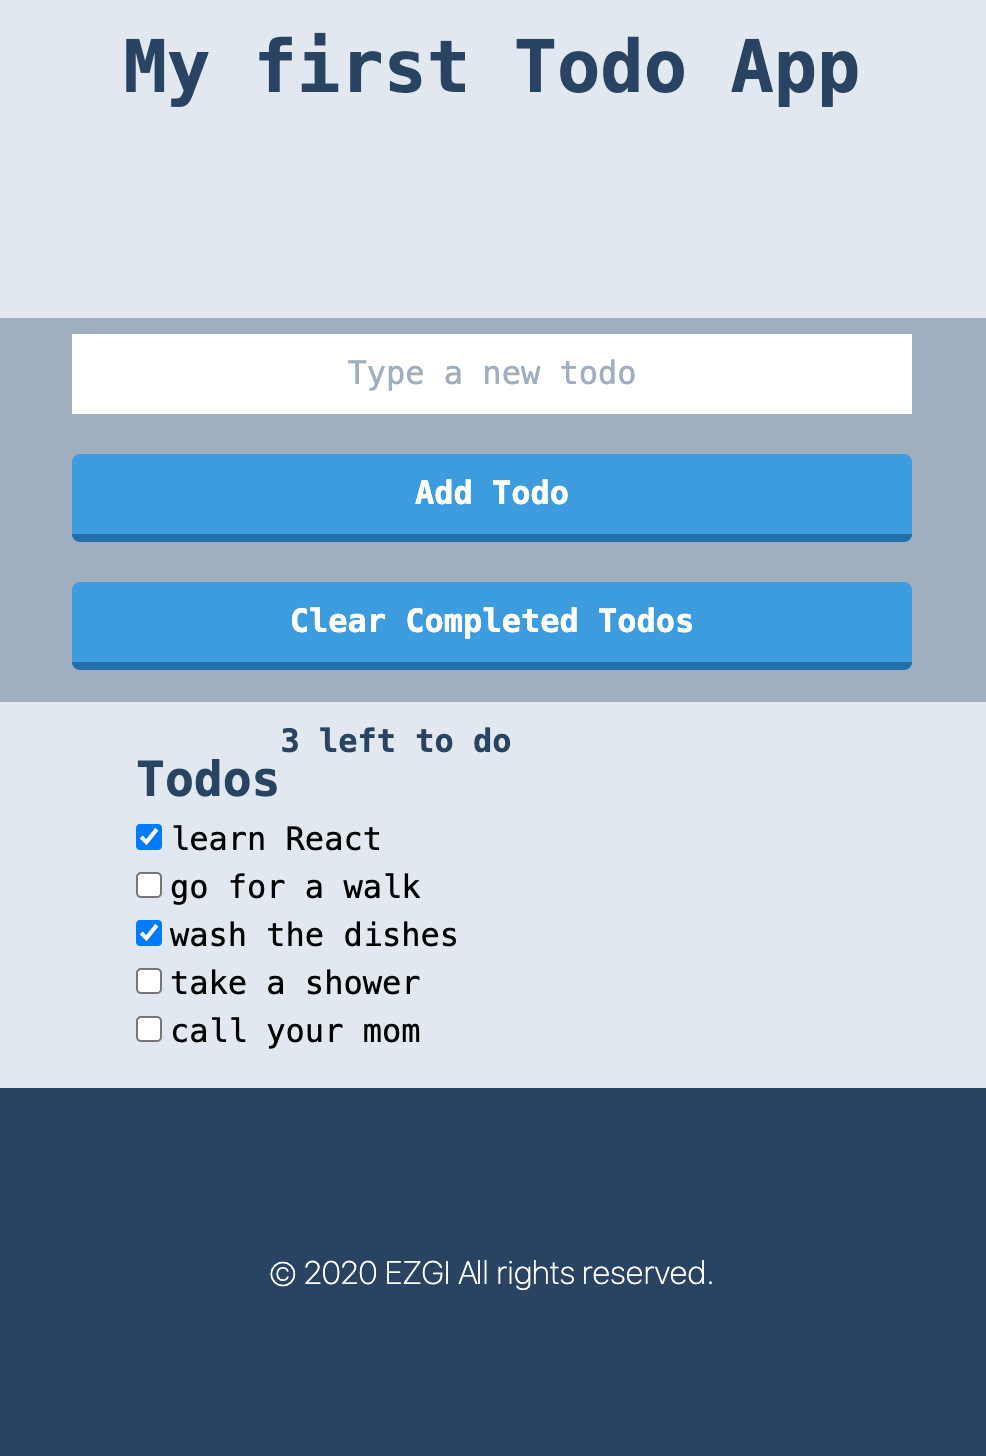 My first Todo App
Type a new todo
Add Todo
Clear Completed Todos
3 left to do
Todos
learn React
go for a walk
wash the dishes
take a shower
call your mom
© 2020 EZGI All rights reserved.